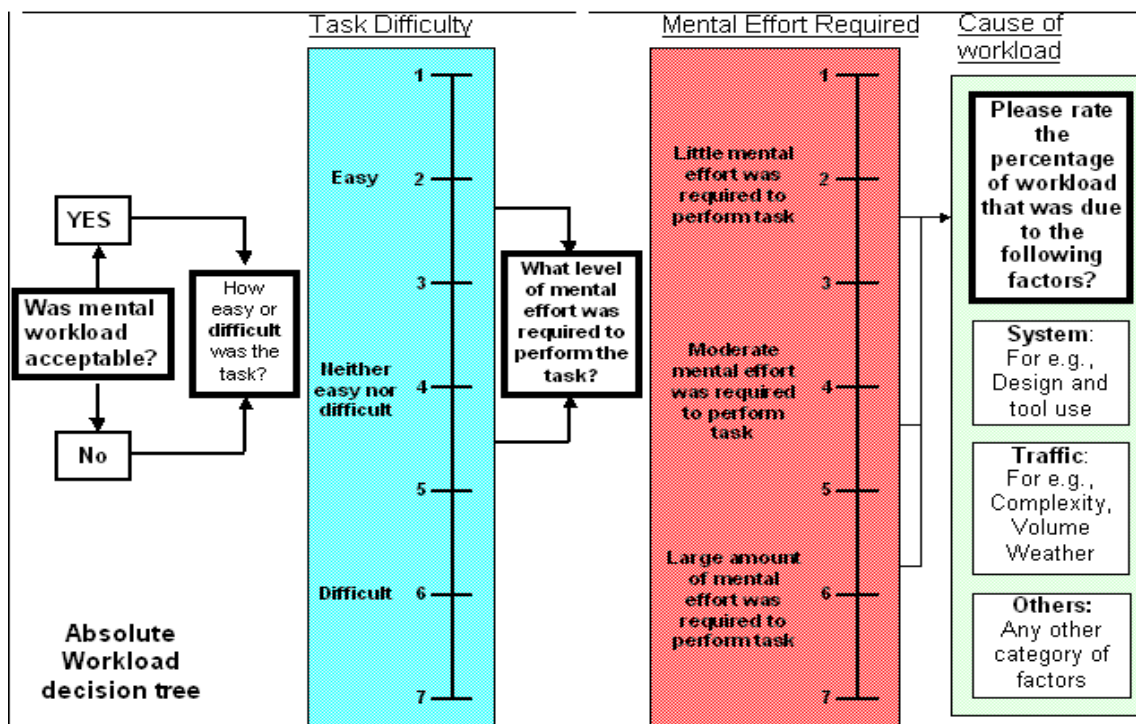 Task Difficulty
Mental Effort Required
Cause of
workload
YES
Was mental
workload
acceptable?
No
How
easy or
difficult
was the
task?
1
Easy
2
3
Neither
easy nor
difficult
4
5
Difficult
6
7
What level
of mental
effort was
required to
perform the
task?
1
Little mental
effort was
required to
perform task
2
3
Moderate
mental effort
was required
to perform
task
4
5
Large amount
of mental
effort was
required to
perform task
6
7
Please rate
the
percentage
of workload
that was due
to the
following
factors?
System:
For e.g.,
Design and
tool use
Traffic:
For e.g.,
Complexity,
Volume
Weather
Others:
Any other
category of
factors
Absolute
Workload
decision tree